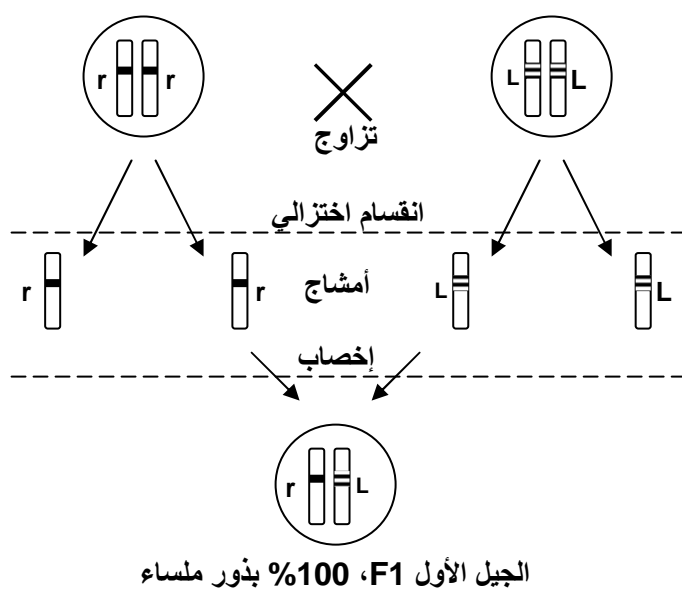 r r L L
تزاوج
انقسام اختزالي
r r أمشاج L L
إخصاب
r L
الجيل الأول F1، 100% بذور ملساء